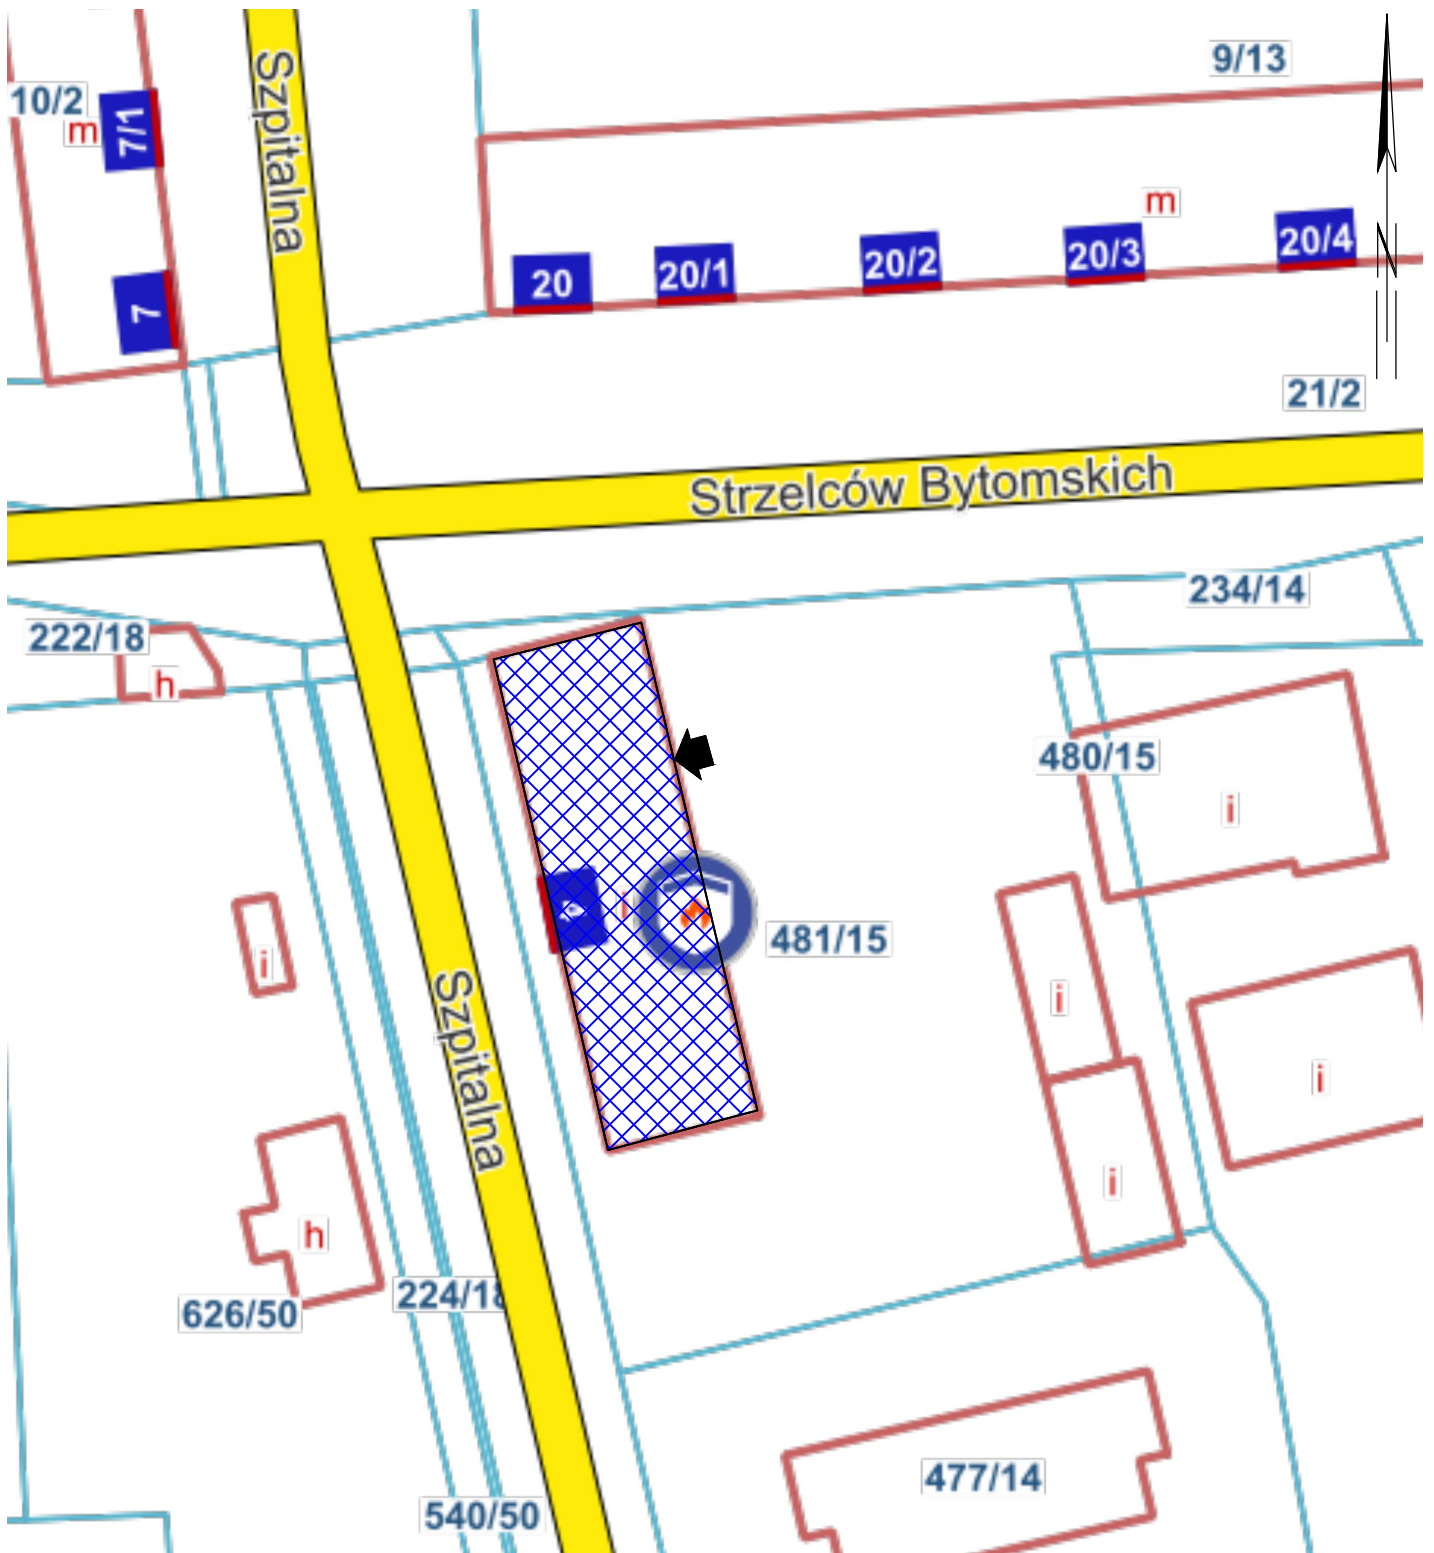 9/13
10/2
m
7/1
Szpitalna
m
20
20/1
20/2
20/3
20/4
N
7
21/2
Strzelców Bytomskich
234/14
222/18
h
480/15
i
i
481/15
i
i
Szpitalna
i
i
h
224/18
626/50
477/14
540/50